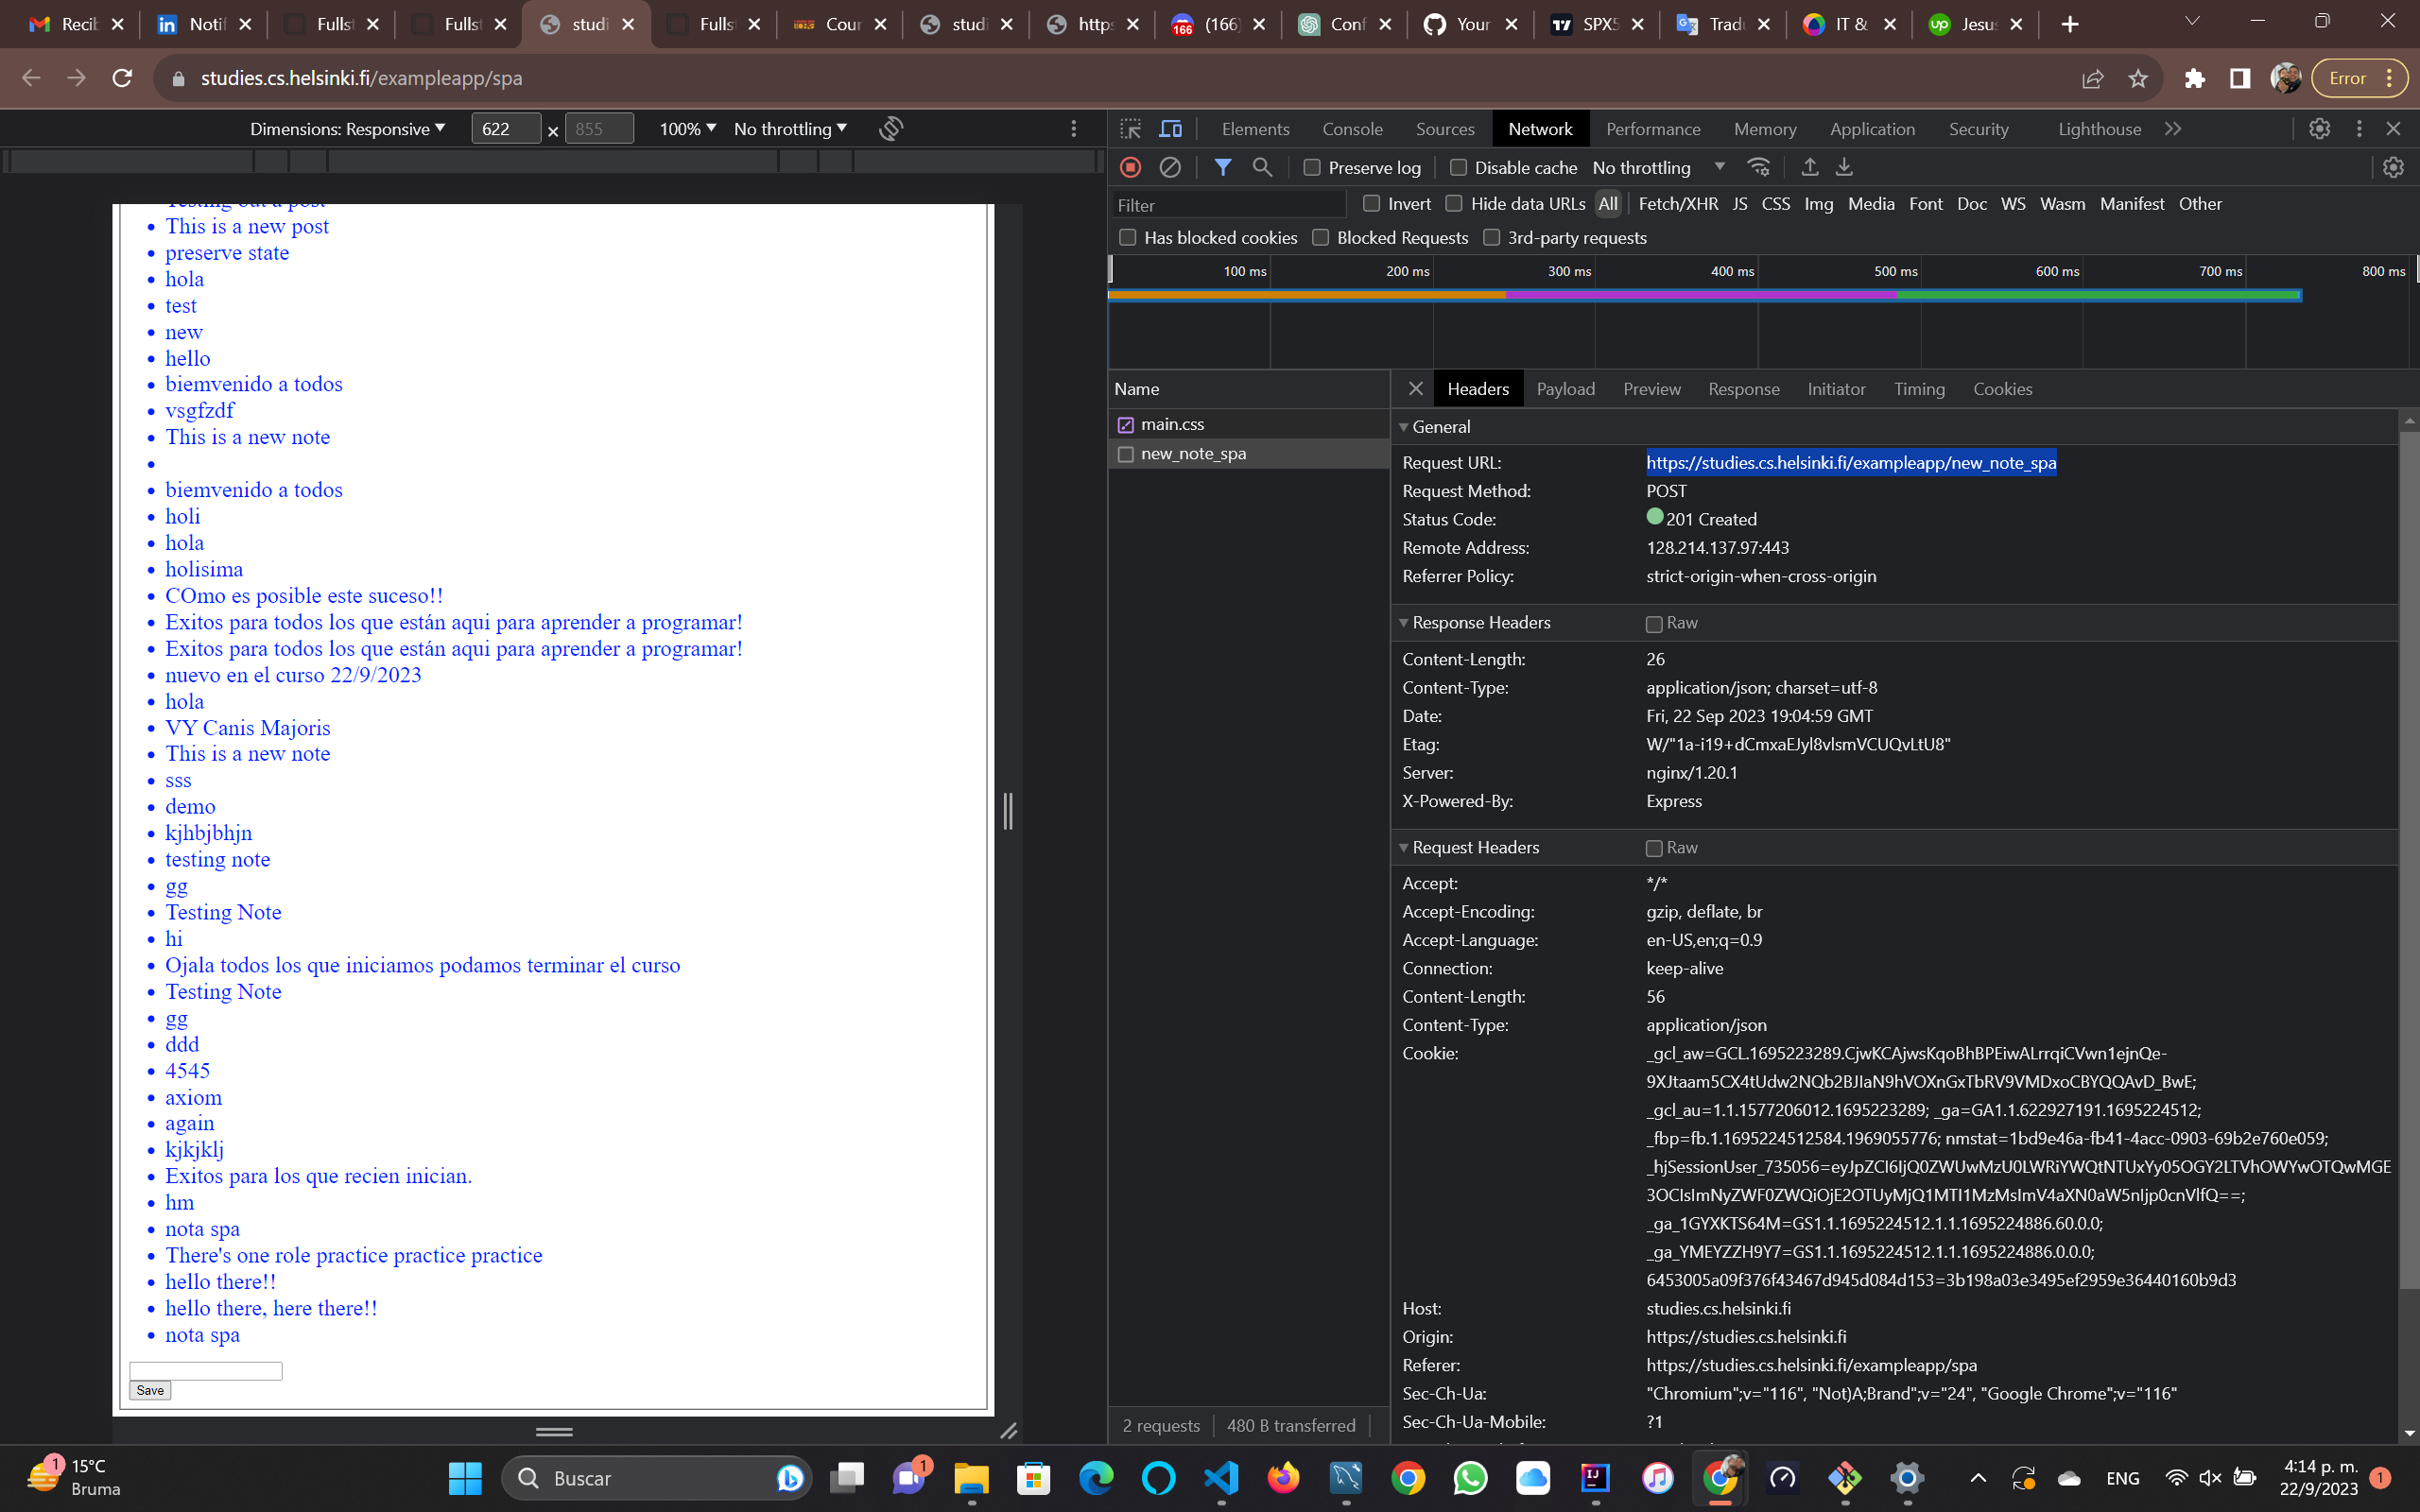 Recib
Notif
Fullst
Fullst
studi
Fullst
Cour
studi
https
(166)
Conf
Your
SPX5
Tradu
IT &
Jesus
studies.cs.helsinki.fi/exampleapp/spa
Error
Dimensions: Responsive
622
×
855
100%
No throttling
Elements
Console
Sources
Network
Performance
Memory
Application
Security
Lighthouse
Preserve log
Disable cache
No throttling
Filter
Invert
Hide data URLs
All
Fetch/XHR
JS
CSS
Img
Media
Font
Doc
WS
Wasm
Manifest
Other
Has blocked cookies
Blocked Requests
3rd-party requests
100 ms
200 ms
300 ms
400 ms
500 ms
600 ms
700 ms
800 ms
Testing out a post
This is a new post
preserve state
hola
test
new
hello
biemvenido a todos
vsgfzdf
This is a new note
biemvenido a todos
holi
hola
holisima
COmo es posible este suceso!!
Exitos para todos los que están aqui para aprender a programar!
Exitos para todos los que están aqui para aprender a programar!
nuevo en el curso 22/9/2023
hola
VY Canis Majoris
This is a new note
sss
demo
kjhbjbhjn
testing note
gg
Testing Note
hi
Ojala todos los que iniciamos podamos terminar el curso
Testing Note
gg
ddd
4545
axiom
again
kjkjklj
Exitos para los que recien inician.
hm
nota spa
There's one role practice practice practice
hello there!!
hello there, here there!!
nota spa
Save
Name
main.css
new_note_spa
2 requests
480 B transferred
Headers
Payload
Preview
Response
Initiator
Timing
Cookies
General
Request URL: https://studies.cs.helsinki.fi/exampleapp/new_note_spa
Request Method: POST
Status Code: 201 Created
Remote Address: 128.214.137.97:443
Referrer Policy: strict-origin-when-cross-origin
Response Headers Raw
Content-Length: 26
Content-Type: application/json; charset=utf-8
Date: Fri, 22 Sep 2023 19:04:59 GMT
Etag: W/"1a-i19+dCmxaEJyl8vlsmVCUQvLtU8"
Server: nginx/1.20.1
X-Powered-By: Express
Request Headers Raw
Accept: */*
Accept-Encoding: gzip, deflate, br
Accept-Language: en-US,en;q=0.9
Connection: keep-alive
Content-Length: 56
Content-Type: application/json
Cookie: _gcl_aw=GCL.1695223289.CjwKCAjwsKqoBhBPEiwALrrqiCVwn1ejnQe-
9XJtaam5CX4tUdw2NQb2BJIaN9hVOXnGxTbRV9VMDxoCBYQQAvD_BwE;
_gcl_au=1.1.1577206012.1695223289; _ga=GA1.1.622927191.1695224512;
_fbp=fb.1.1695224512584.1969055776; nmstat=1bd9e46a-fb41-4acc-0903-69b2e760e059;
_hjSessionUser_735056=eyJpZCI6IjQ0ZWUwMzU0LWRiYWQtNTUxYy05OGY2LTVhOWYwOTQwMGE
3OCIsImNyZWF0ZWQiOjE2OTUyMjQ1MTI1MzMsImV4aXN0aW5nIjp0cnVlfQ==;
_ga_1GYXKTS64M=GS1.1.1695224512.1.1.1695224886.60.0.0;
_ga_YMEYZZH9Y7=GS1.1.1695224512.1.1.1695224886.0.0.0;
6453005a09f376f43467d945d084d153=3b198a03e3495ef2959e36440160b9d3
Host: studies.cs.helsinki.fi
Origin: https://studies.cs.helsinki.fi
Referer: https://studies.cs.helsinki.fi/exampleapp/spa
Sec-Ch-Ua: "Chromium";v="116", "Not)A;Brand";v="24", "Google Chrome";v="116"
Sec-Ch-Ua-Mobile: ?1
1
15°C
Bruma
Buscar
1
ENG
4:14 p. m.
22/9/2023
1